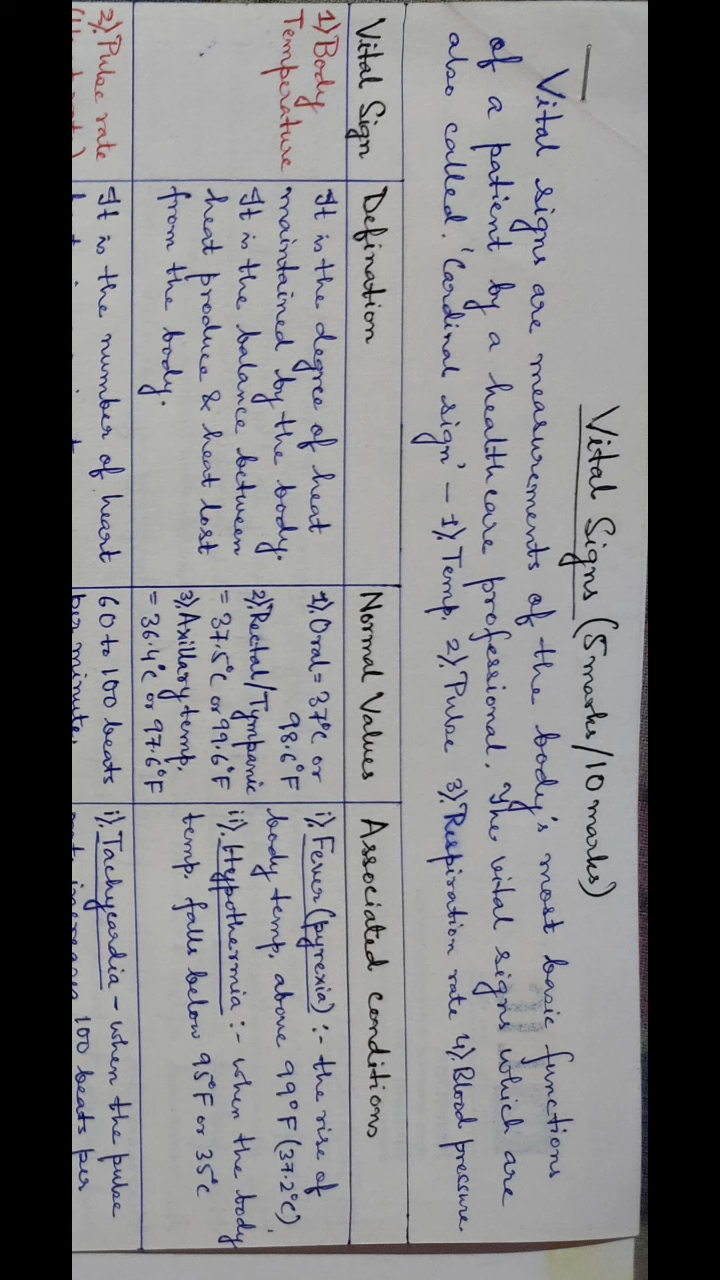 Vital Signs (5 marks/10 marks)
Vital signs are measurements of the body's most basic functions
of a patient by a healthcare professional. The vital signs which are
also called. 'Cardinal sign' – 1). Temp. 2). Pulse 3). Respiration rate 4). Blood pressure
Vital Sign
Defination
Normal Values
Associated conditions
1) Body
Temperature
It is the degree of heat
maintained by the body.
It is the balance between
heat produce & heat lost
from the body.
1). Oral = 37°C or
98.6°F
2). Rectal/Tympanic
= 37.5°C or 99.6°F
3). Axillary temp.
= 36.4°C or 97.6°F
i). Fever (pyrexia) :- the rise of
body temp. above 99°F (37.2°C)
ii). Hypothermia :- when the body
temp. falls below 95°F or 35°C
2). Pulse rate
It is the number of heart
60 to 100 beats
per minute.
i). Tachycardia – when the pulse
increases 100 beats per